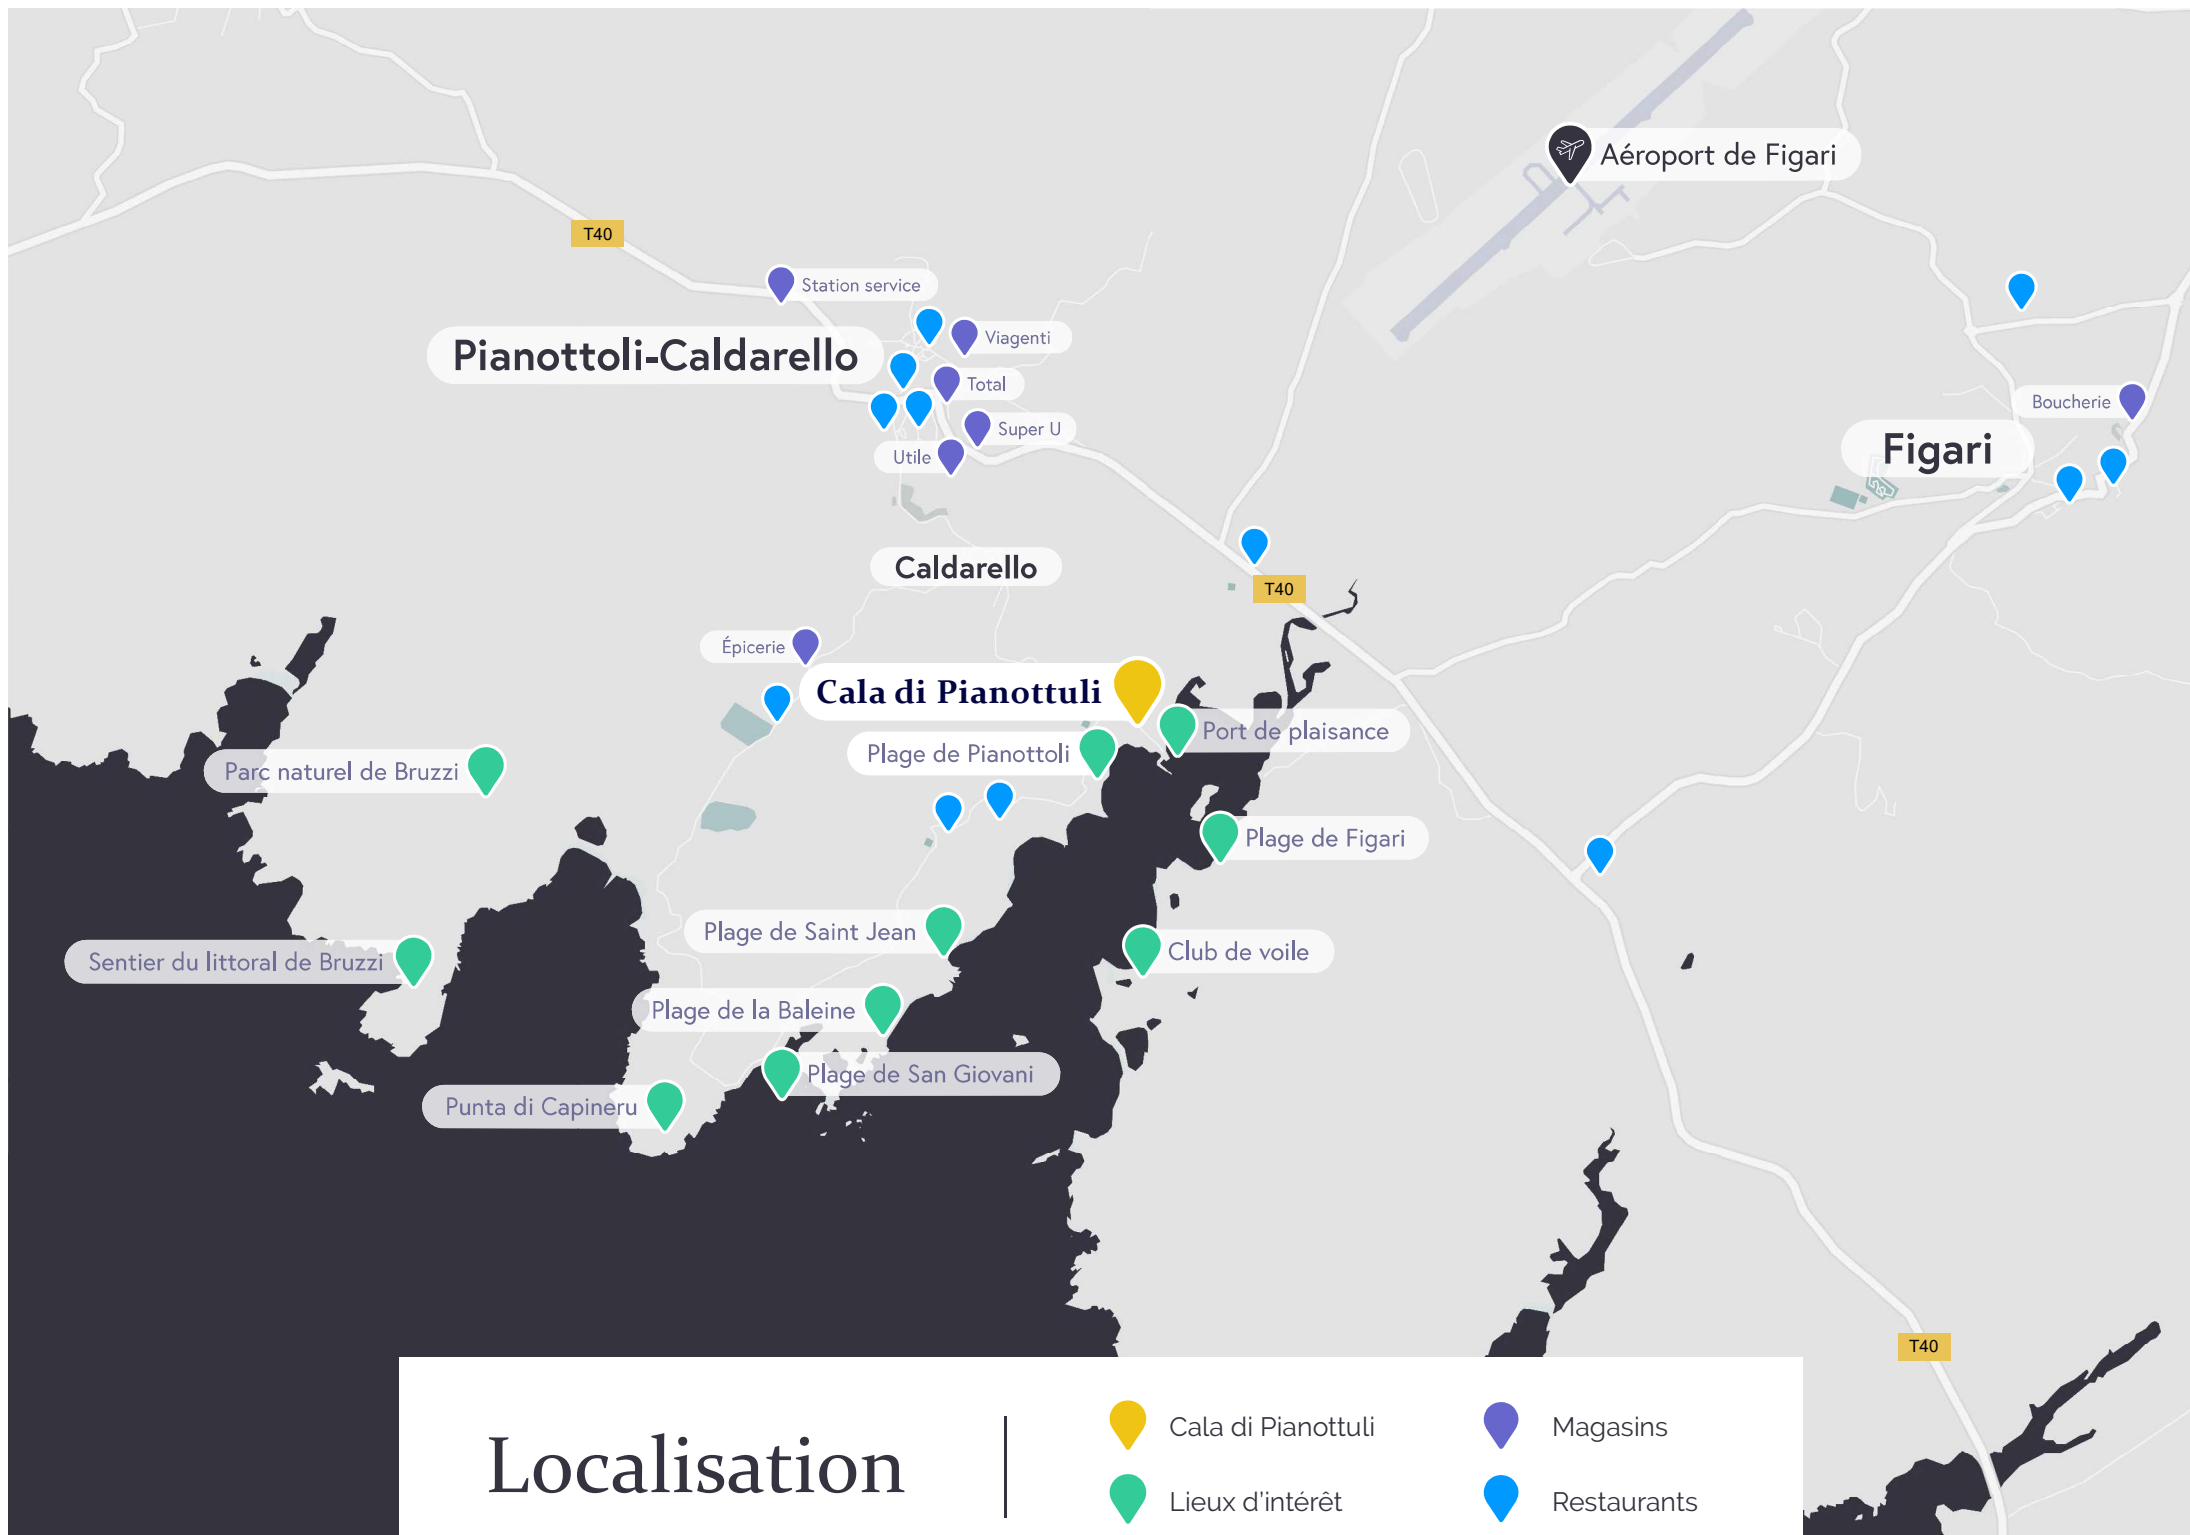 Aéroport de Figari
T40
Station service
Viagenti
Pianottoli-Caldarello
Total
Boucherie
Super U
Figari
Utile
Caldarello
T40
Épicerie
Cala di Pianottuli
Port de plaisance
Plage de Pianottoli
Parc naturel de Bruzzi
Plage de Figari
Plage de Saint Jean
Club de voile
Sentier du littoral de Bruzzi
Plage de la Baleine
Plage de San Giovani
Punta di Capineru
T40
Localisation
Cala di Pianottuli
Magasins
Lieux d'intérêt
Restaurants